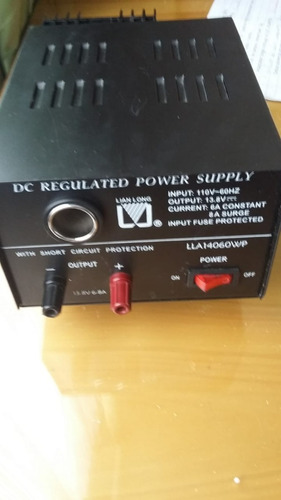 DC REGULATED POWER SUPPLY
LIAN LONG
®
INPUT: 110V~60HZ
OUTPUT: 13.8V
CURRENT: 6A CONSTANT
8A SURGE
INPUT FUSE PROTECTED
WITH SHORT CIRCUIT PROTECTION
LLA14060WP
− OUTPUT +
POWER
ON
OFF
13.8V 6-8A